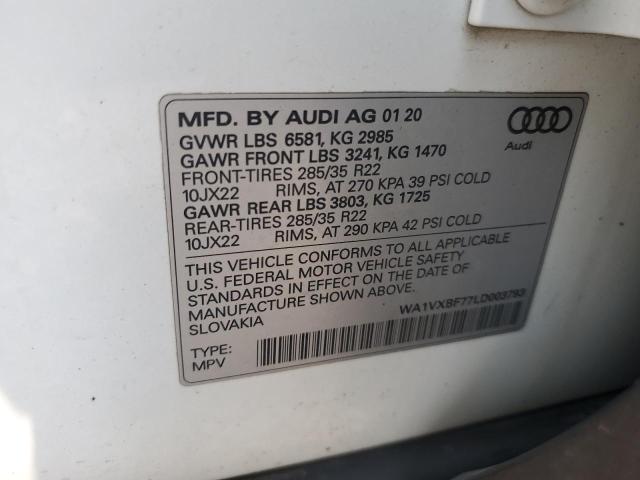 MFD. BY AUDI AG 01 20
GVWR LBS 6581, KG 2985
GAWR FRONT LBS 3241, KG 1470
FRONT-TIRES 285/35 R22
10JX22 RIMS, AT 270 KPA 39 PSI COLD
GAWR REAR LBS 3803, KG 1725
REAR-TIRES 285/35 R22
10JX22 RIMS, AT 290 KPA 42 PSI COLD
Audi
THIS VEHICLE CONFORMS TO ALL APPLICABLE
U.S. FEDERAL MOTOR VEHICLE SAFETY
STANDARDS IN EFFECT ON THE DATE OF
MANUFACTURE SHOWN ABOVE.
SLOVAKIA
WA1VXBF77LD003793
TYPE:
MPV